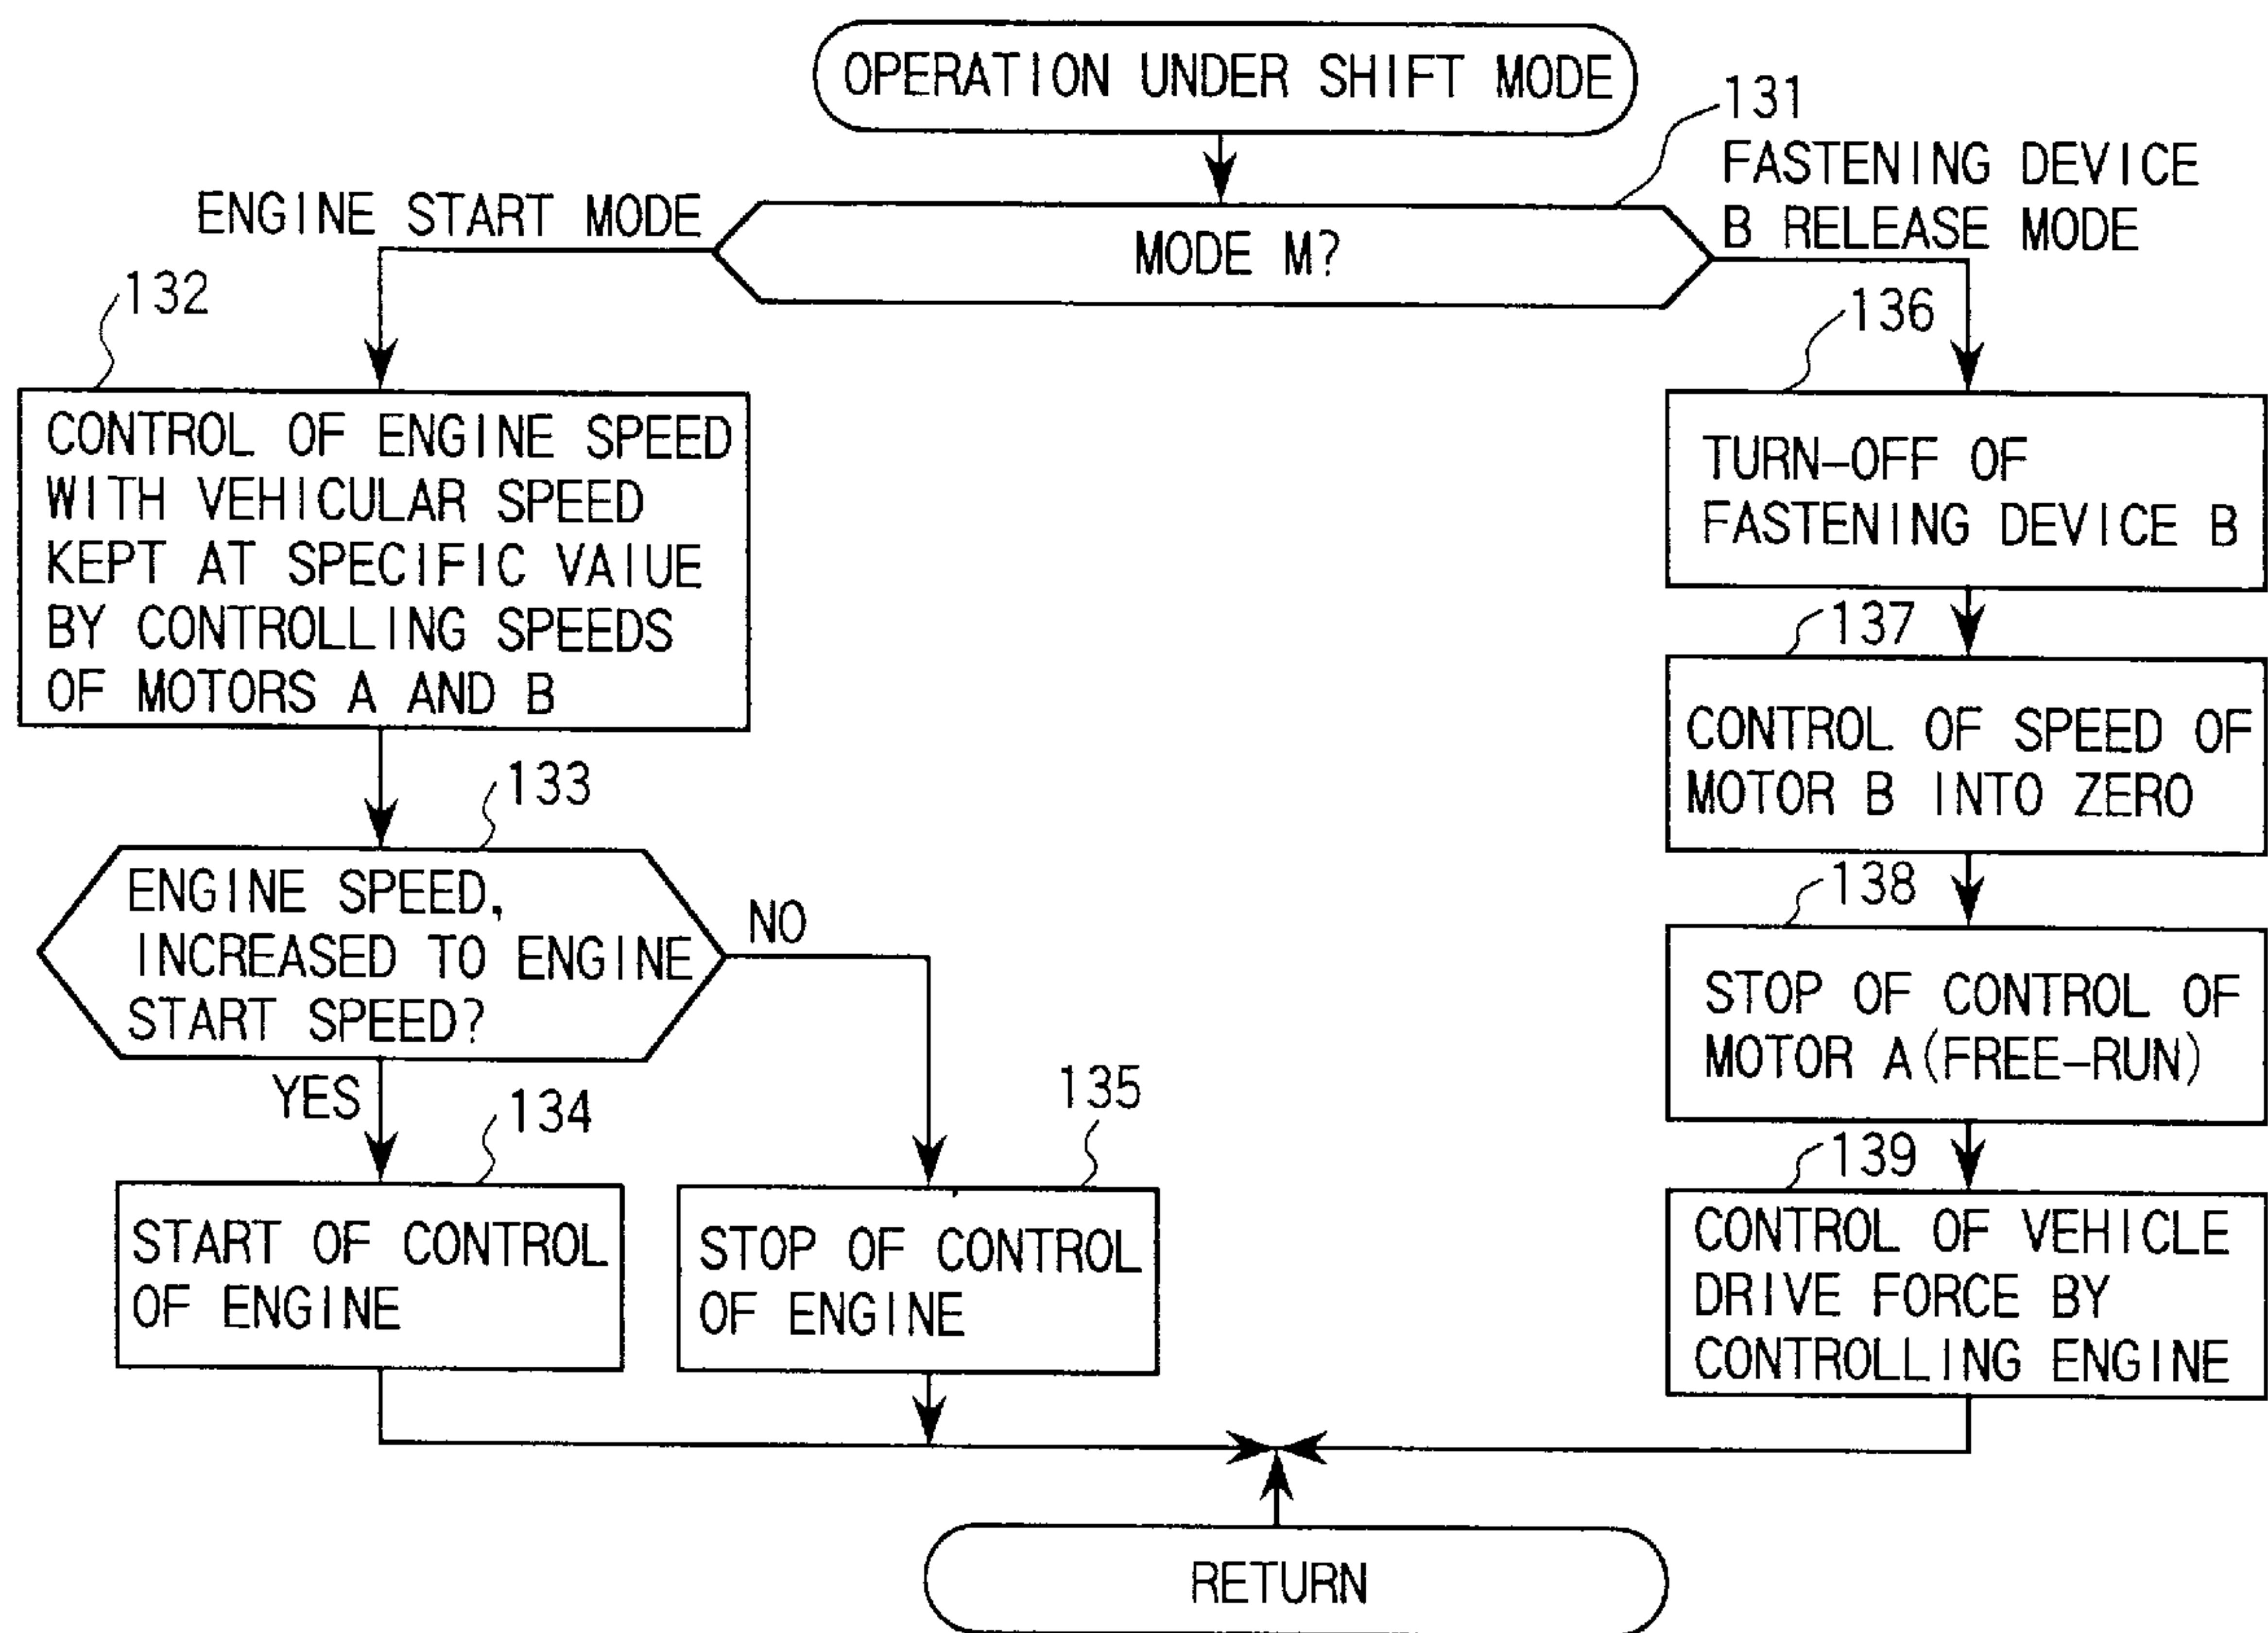 OPERATION UNDER SHIFT MODE
131
FASTENING DEVICE
B RELEASE MODE
ENGINE START MODE
MODE M?
132
CONTROL OF ENGINE SPEED
WITH VEHICULAR SPEED
KEPT AT SPECIFIC VAIUE
BY CONTROLLING SPEEDS
OF MOTORS A AND B
133
ENGINE SPEED,
INCREASED TO ENGINE
START SPEED?
NO
YES
134
START OF CONTROL
OF ENGINE
135
STOP OF CONTROL
OF ENGINE
136
TURN-OFF OF
FASTENING DEVICE B
137
CONTROL OF SPEED OF
MOTOR B INTO ZERO
138
STOP OF CONTROL OF
MOTOR A(FREE-RUN)
139
CONTROL OF VEHICLE
DRIVE FORCE BY
CONTROLLING ENGINE
RETURN